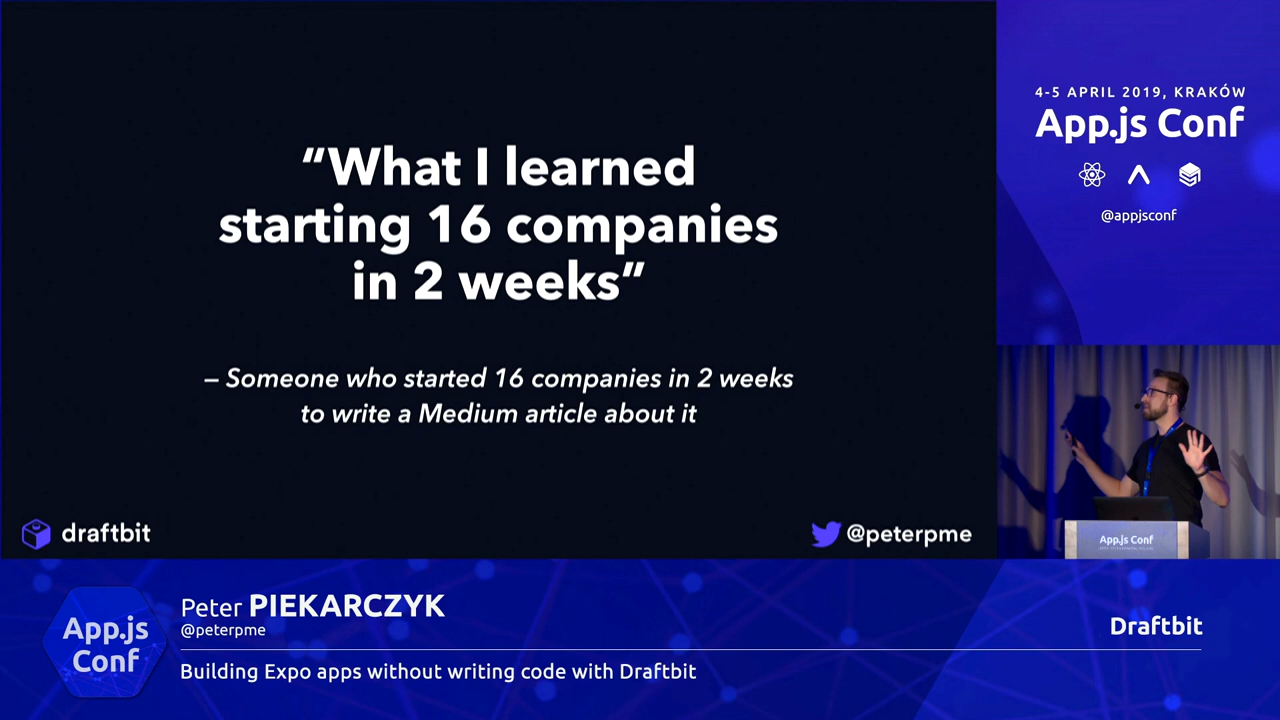 “What I learned
starting 16 companies
in 2 weeks”
– Someone who started 16 companies in 2 weeks
to write a Medium article about it
draftbit
@peterpme
4-5 APRIL 2019, KRAKÓW
App.js Conf
@appjsconf
App.js Conf
App.js
Conf
Peter PIEKARCZYK
@peterpme
Building Expo apps without writing code with Draftbit
Draftbit